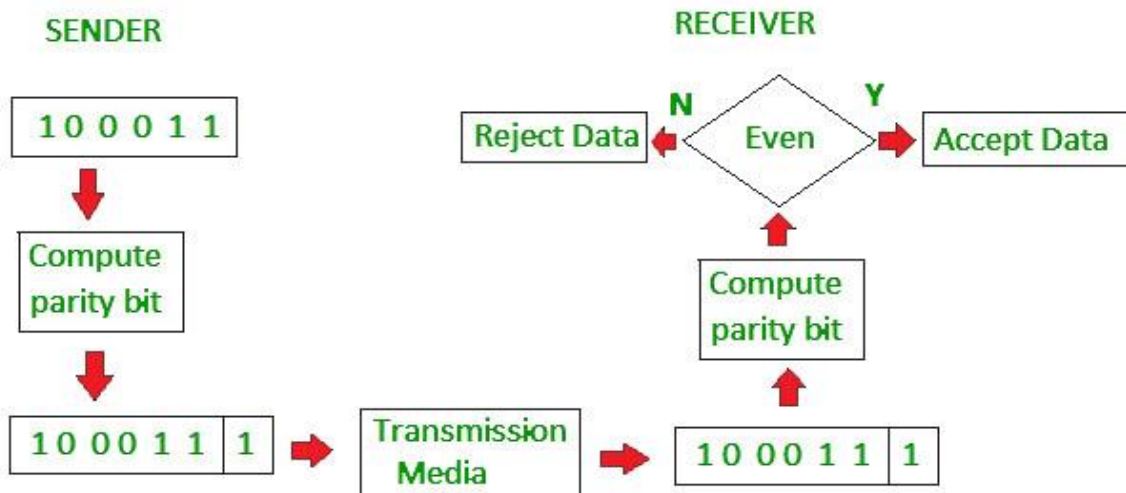 SENDER
1 0 0 0 1 1
Compute
parity bit
1 0 0 0 1 1 1
Transmission
Media
RECEIVER
N
Y
Reject Data
Even
Accept Data
Compute
parity bit
1 0 0 0 1 1 1